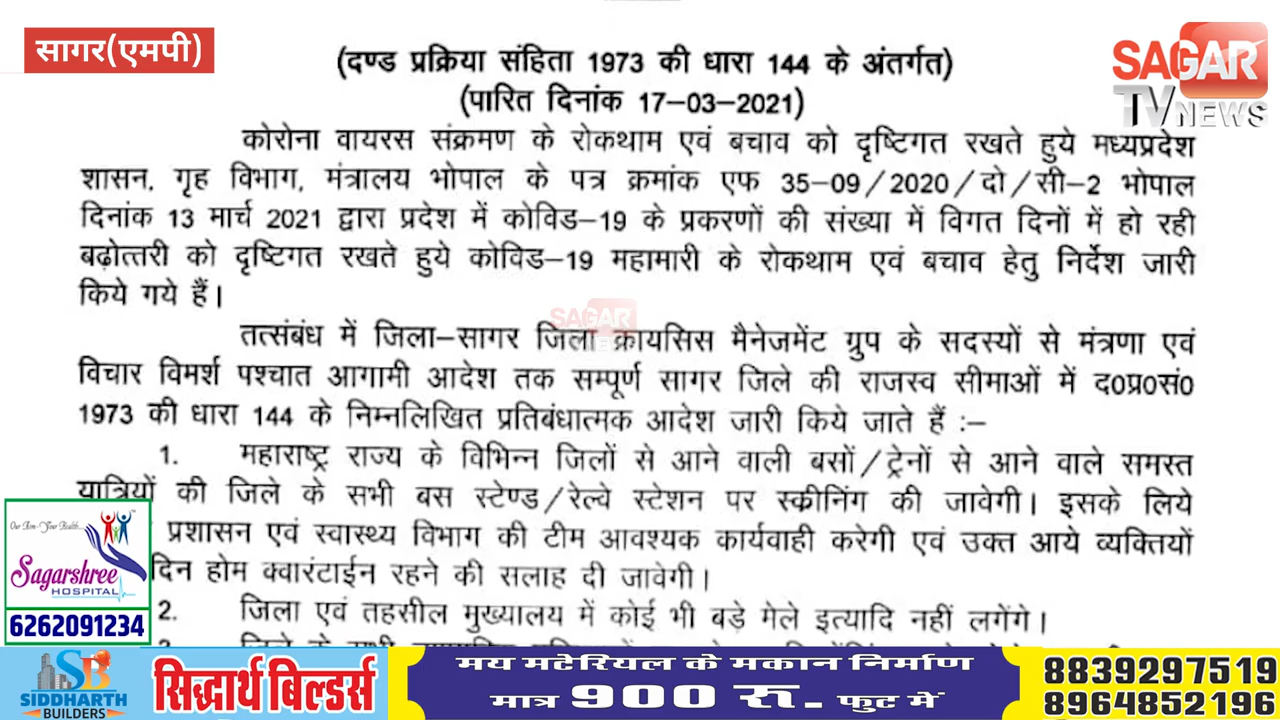 सागर(एमपी)
SAGAR
TV NEWS
(दण्ड प्रक्रिया संहिता 1973 की धारा 144 के अंतर्गत)
(पारित दिनांक 17-03-2021)
कोरोना वायरस संक्रमण के रोकथाम एवं बचाव को दृष्टिगत रखते हुये मध्यप्रदेश
शासन, गृह विभाग, मंत्रालय भोपाल के पत्र क्रमांक एफ 35-09/2020/दो/सी-2 भोपाल
दिनांक 13 मार्च 2021 द्वारा प्रदेश में कोविड-19 के प्रकरणों की संख्या में विगत दिनों में हो रही
बढ़ोत्तरी को दृष्टिगत रखते हुये कोविड-19 महामारी के रोकथाम एवं बचाव हेतु निर्देश जारी
किये गये हैं।
SAGAR
तत्संबंध में जिला-सागर जिला क्रायसिस मैनेजमेंट ग्रुप के सदस्यों से मंत्रणा एवं
विचार विमर्श पश्चात आगामी आदेश तक सम्पूर्ण सागर जिले की राजस्व सीमाओं में द0प्र0सं0
1973 की धारा 144 के निम्नलिखित प्रतिबंधात्मक आदेश जारी किये जाते हैं :-
1. महाराष्ट्र राज्य के विभिन्न जिलों से आने वाली बसों/ट्रेनों से आने वाले समस्त
यात्रियों की जिले के सभी बस स्टेण्ड/रेल्वे स्टेशन पर स्क्रीनिंग की जावेगी। इसके लिये
प्रशासन एवं स्वास्थ्य विभाग की टीम आवश्यक कार्यवाही करेगी एवं उक्त आये व्यक्तियों
दिन होम क्वारंटाईन रहने की सलाह दी जावेगी।
2. जिला एवं तहसील मुख्यालय में कोई भी बड़े मेले इत्यादि नहीं लगेंगे।
Our Aim-Your Health...
Sagarshree
HOSPITAL
6262091234
SB
SIDDHARTH
BUILDERS
सिद्धार्थ बिल्डर्स
मय मटेरियल के मकान निर्माण
मात्र 900 रु. फुट में
8839297519
8964852196